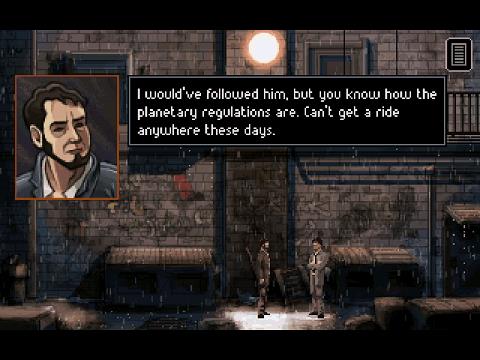 I would've followed him, but you know how the
planetary regulations are. Can't get a ride
anywhere these days.